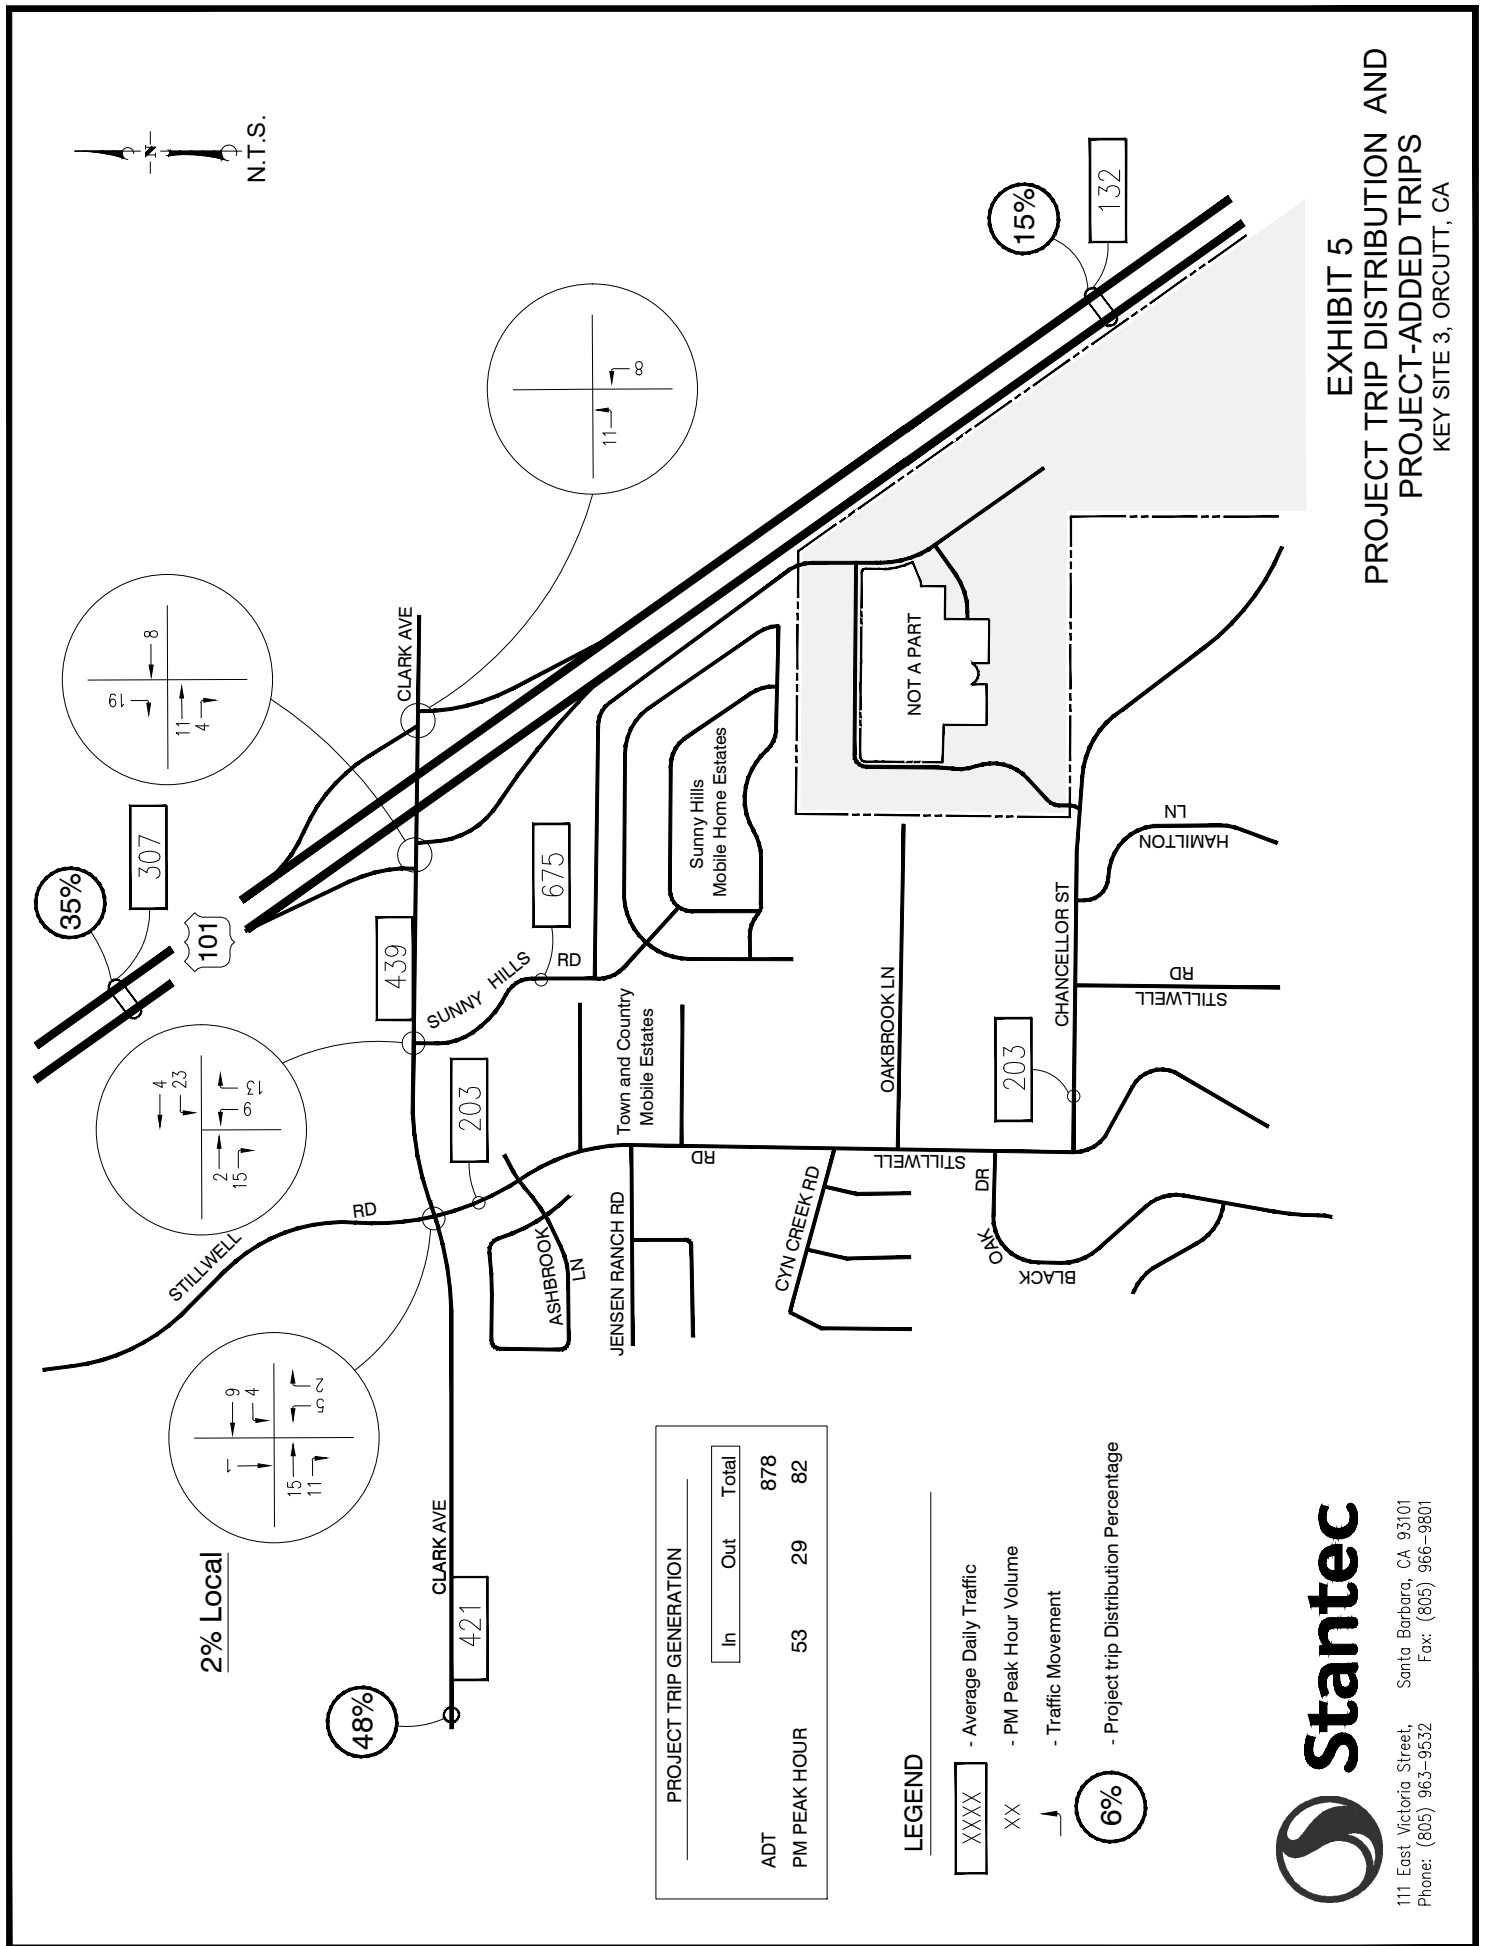 N
N.T.S.
2% Local
48%
421
CLARK AVE
1
9
4
15
11
5
2
STILLWELL
RD
203
4
23
2
15
9
13
439
35%
307
101
19
8
11
4
CLARK AVE
11
8
SUNNY HILLS
RD
675
ASHBROOK
LN
JENSEN RANCH RD
Town and Country
Mobile Estates
RD
STILLWELL
Sunny Hills
Mobile Home Estates
CYN CREEK RD
OAKBROOK LN
NOT A PART
BLACK
OAK
DR
203
CHANCELLOR ST
STILLWELL
RD
HAMILTON
LN
15%
132
PROJECT TRIP GENERATION
In Out Total
ADT 878
PM PEAK HOUR 53 29 82
LEGEND
XXXX - Average Daily Traffic
XX - PM Peak Hour Volume
- Traffic Movement
6% - Project trip Distribution Percentage
Stantec
111 East Victoria Street, Santa Barbara, CA 93101
Phone: (805) 963-9532 Fax: (805) 966-9801
EXHIBIT 5
PROJECT TRIP DISTRIBUTION AND
PROJECT-ADDED TRIPS
KEY SITE 3, ORCUTT, CA